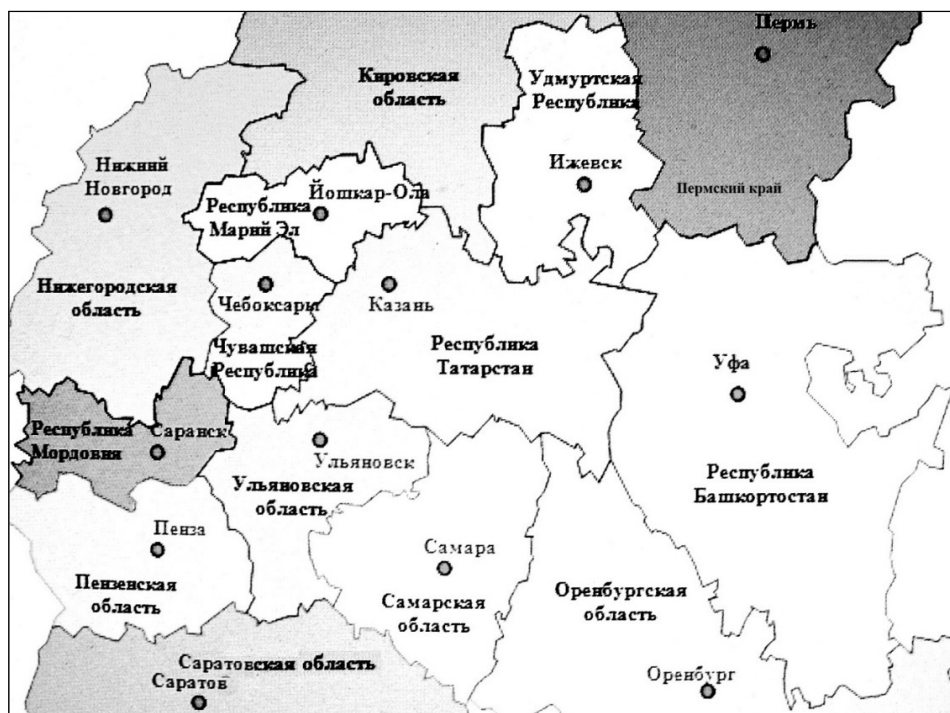 Пермь
Кировская
область
Удмуртская
Республика
Нижний
Новгород
Ижевск
Пермский край
Йошкар-Ола
Республика
Марий Эл
Нижегородская
область
Чебоксары
Казань
Чувашская
Республика
Республика
Татарстан
Уфа
Республика
Мордовия
Саранск
Ульяновск
Ульяновская
область
Республика
Башкортостан
Пенза
Самара
Пензенская
область
Самарская
область
Оренбургская
область
Саратовская область
Саратов
Оренбург